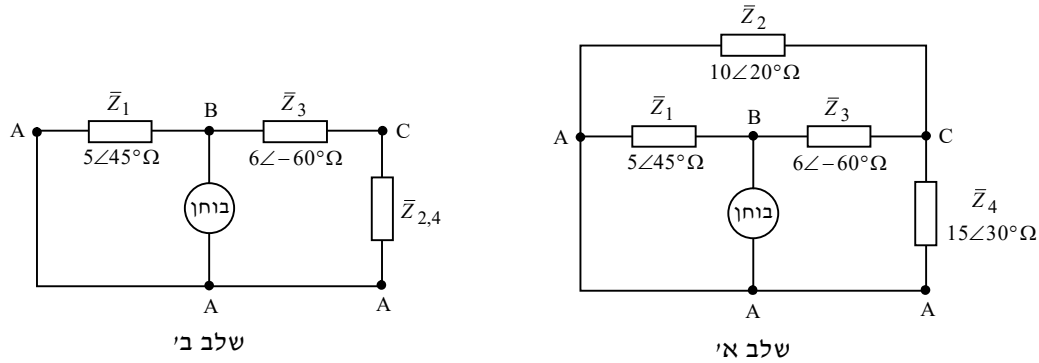 Z̄₂
10∠20°Ω
Z̄₁
B
Z̄₃
A
C
5∠45°Ω
6∠−60°Ω
בוחן
Z̄₂,₄
A
A
שלב ב'
Z̄₁
B
Z̄₃
A
C
5∠45°Ω
6∠−60°Ω
בוחן
Z̄₄
15∠30°Ω
A
A
שלב א'